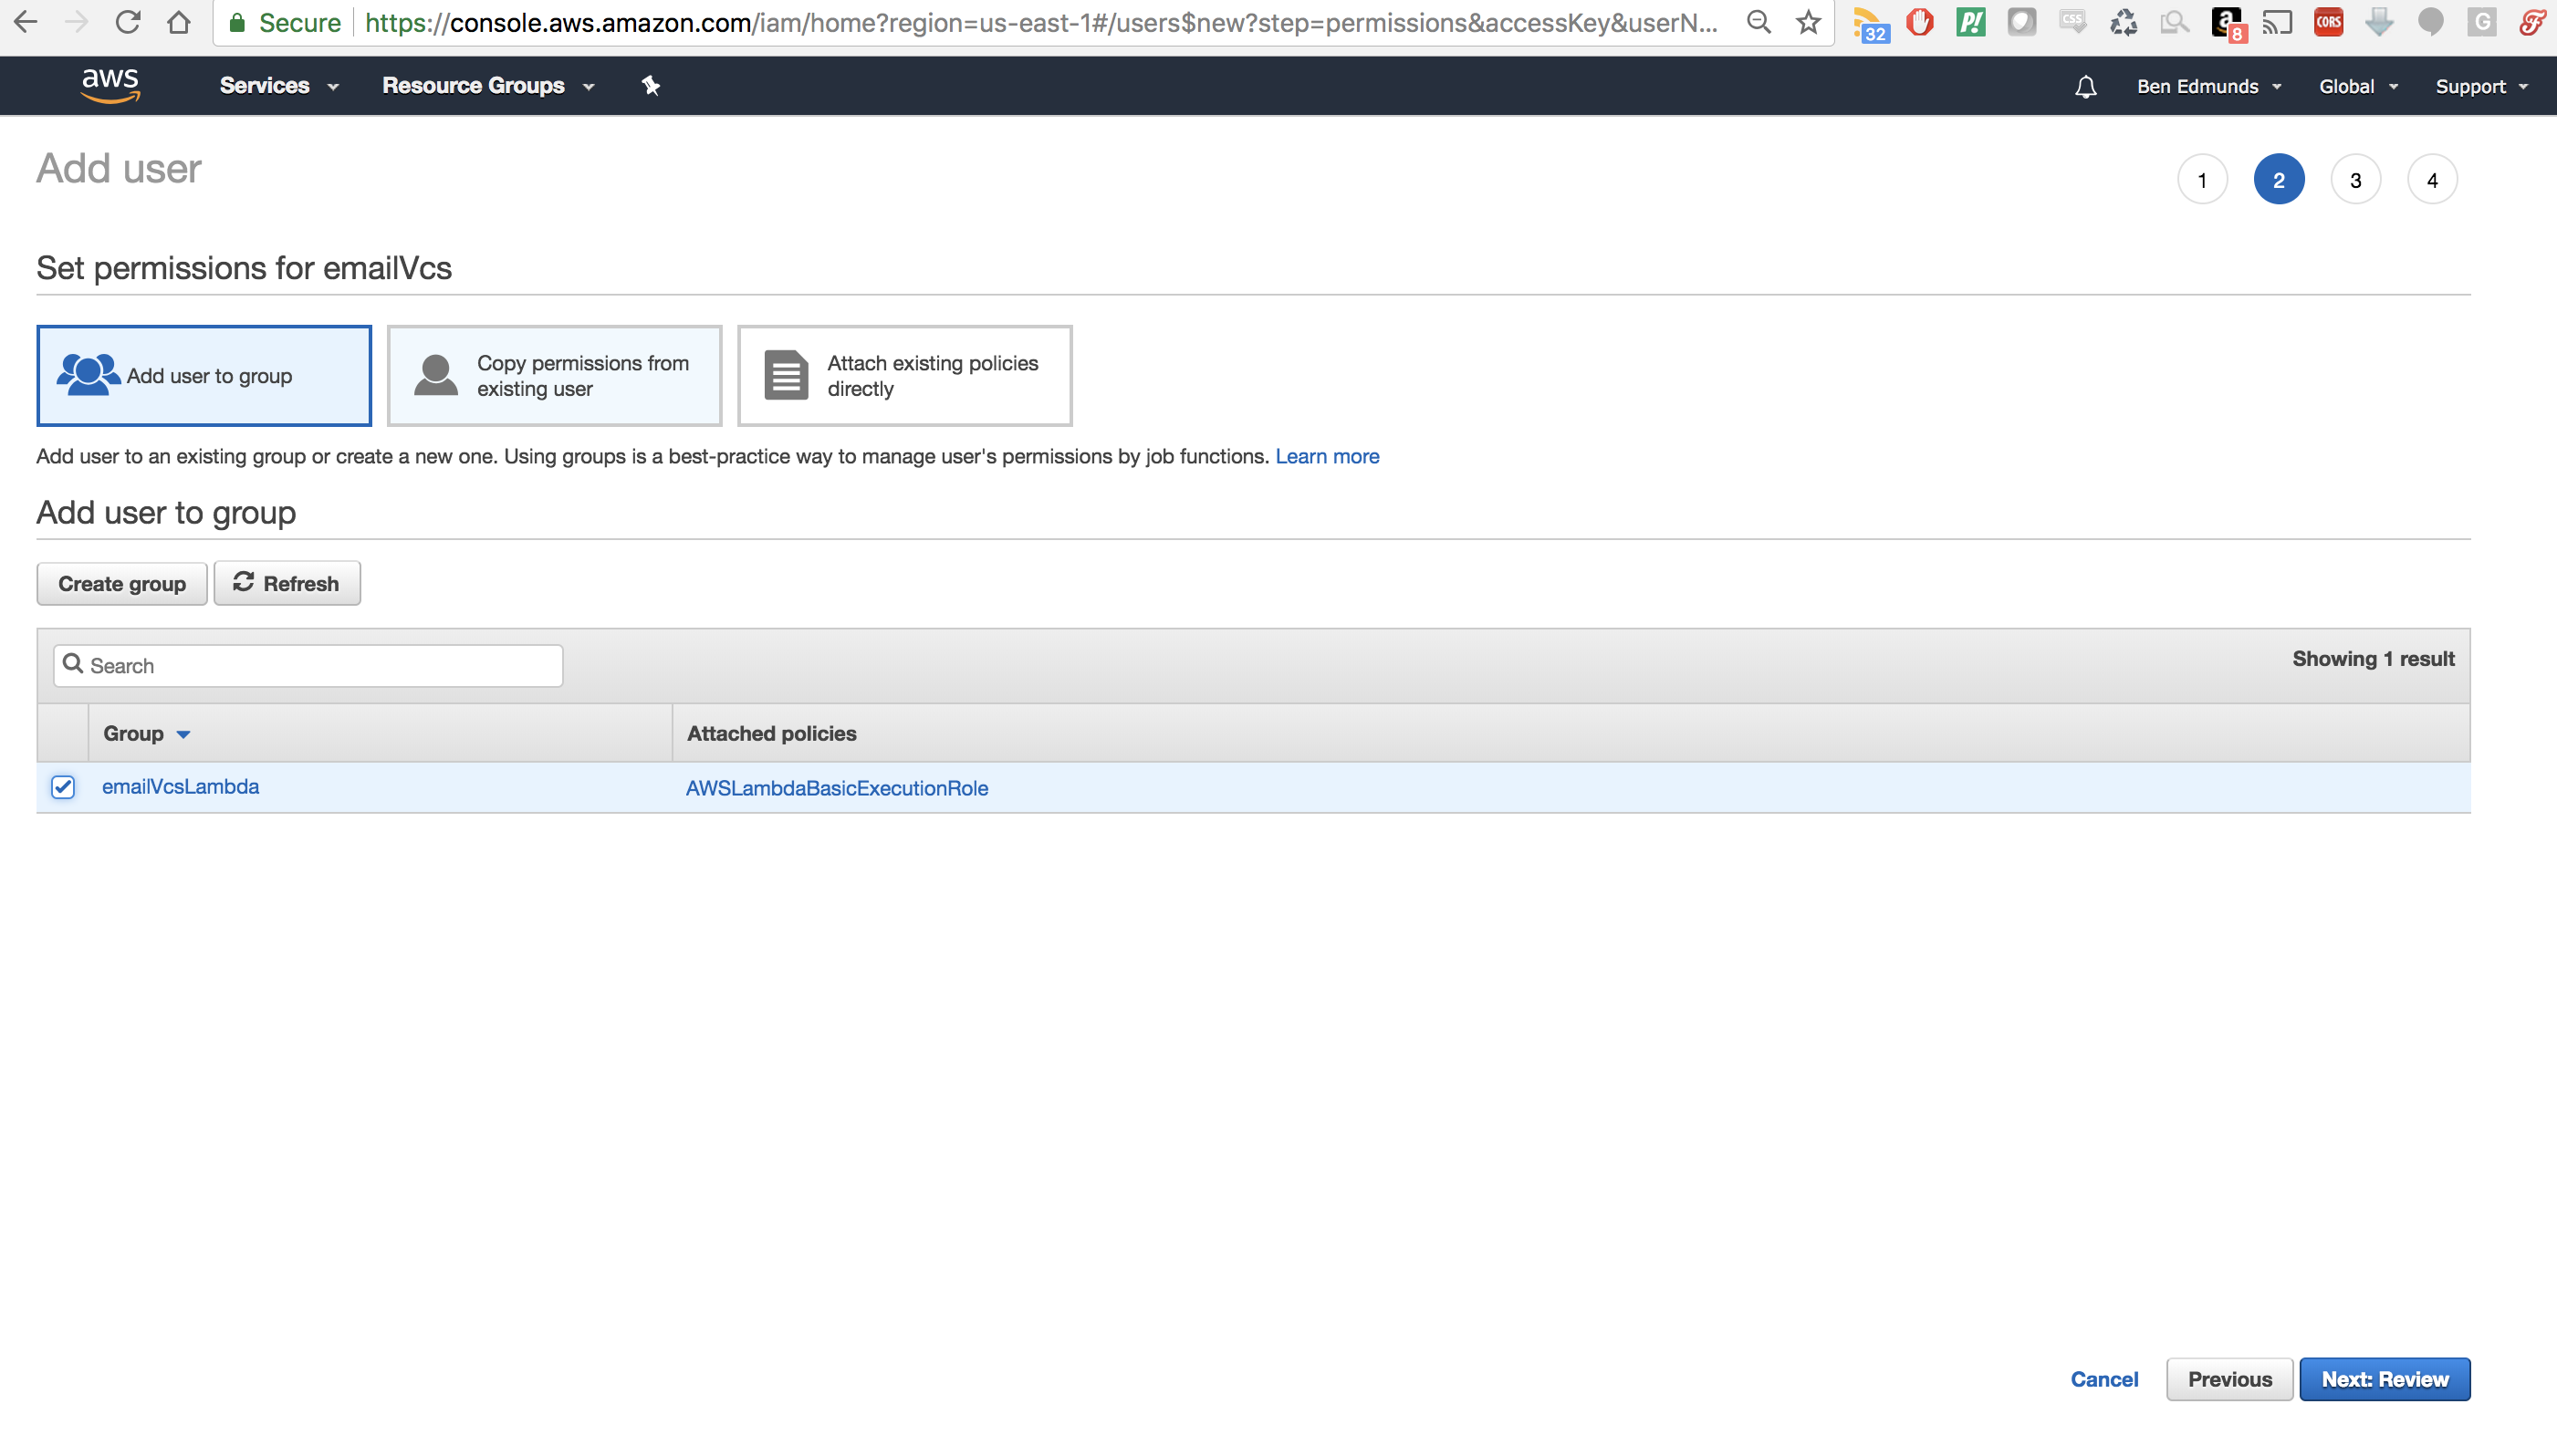 Secure https://console.aws.amazon.com/iam/home?region=us-east-1#/users$new?step=permissions&accessKey&userN...
32
P!
CSS
a
8
CORS
G
F
aws
Services
Resource Groups
Ben Edmunds
Global
Support
Add user
1
2
3
4
Set permissions for emailVcs
Add user to group
Copy permissions from
existing user
Attach existing policies
directly
Add user to an existing group or create a new one. Using groups is a best-practice way to manage user's permissions by job functions. Learn more
Add user to group
Create group
Refresh
Search
Showing 1 result
Group
Attached policies
emailVcsLambda
AWSLambdaBasicExecutionRole
Cancel
Previous
Next: Review